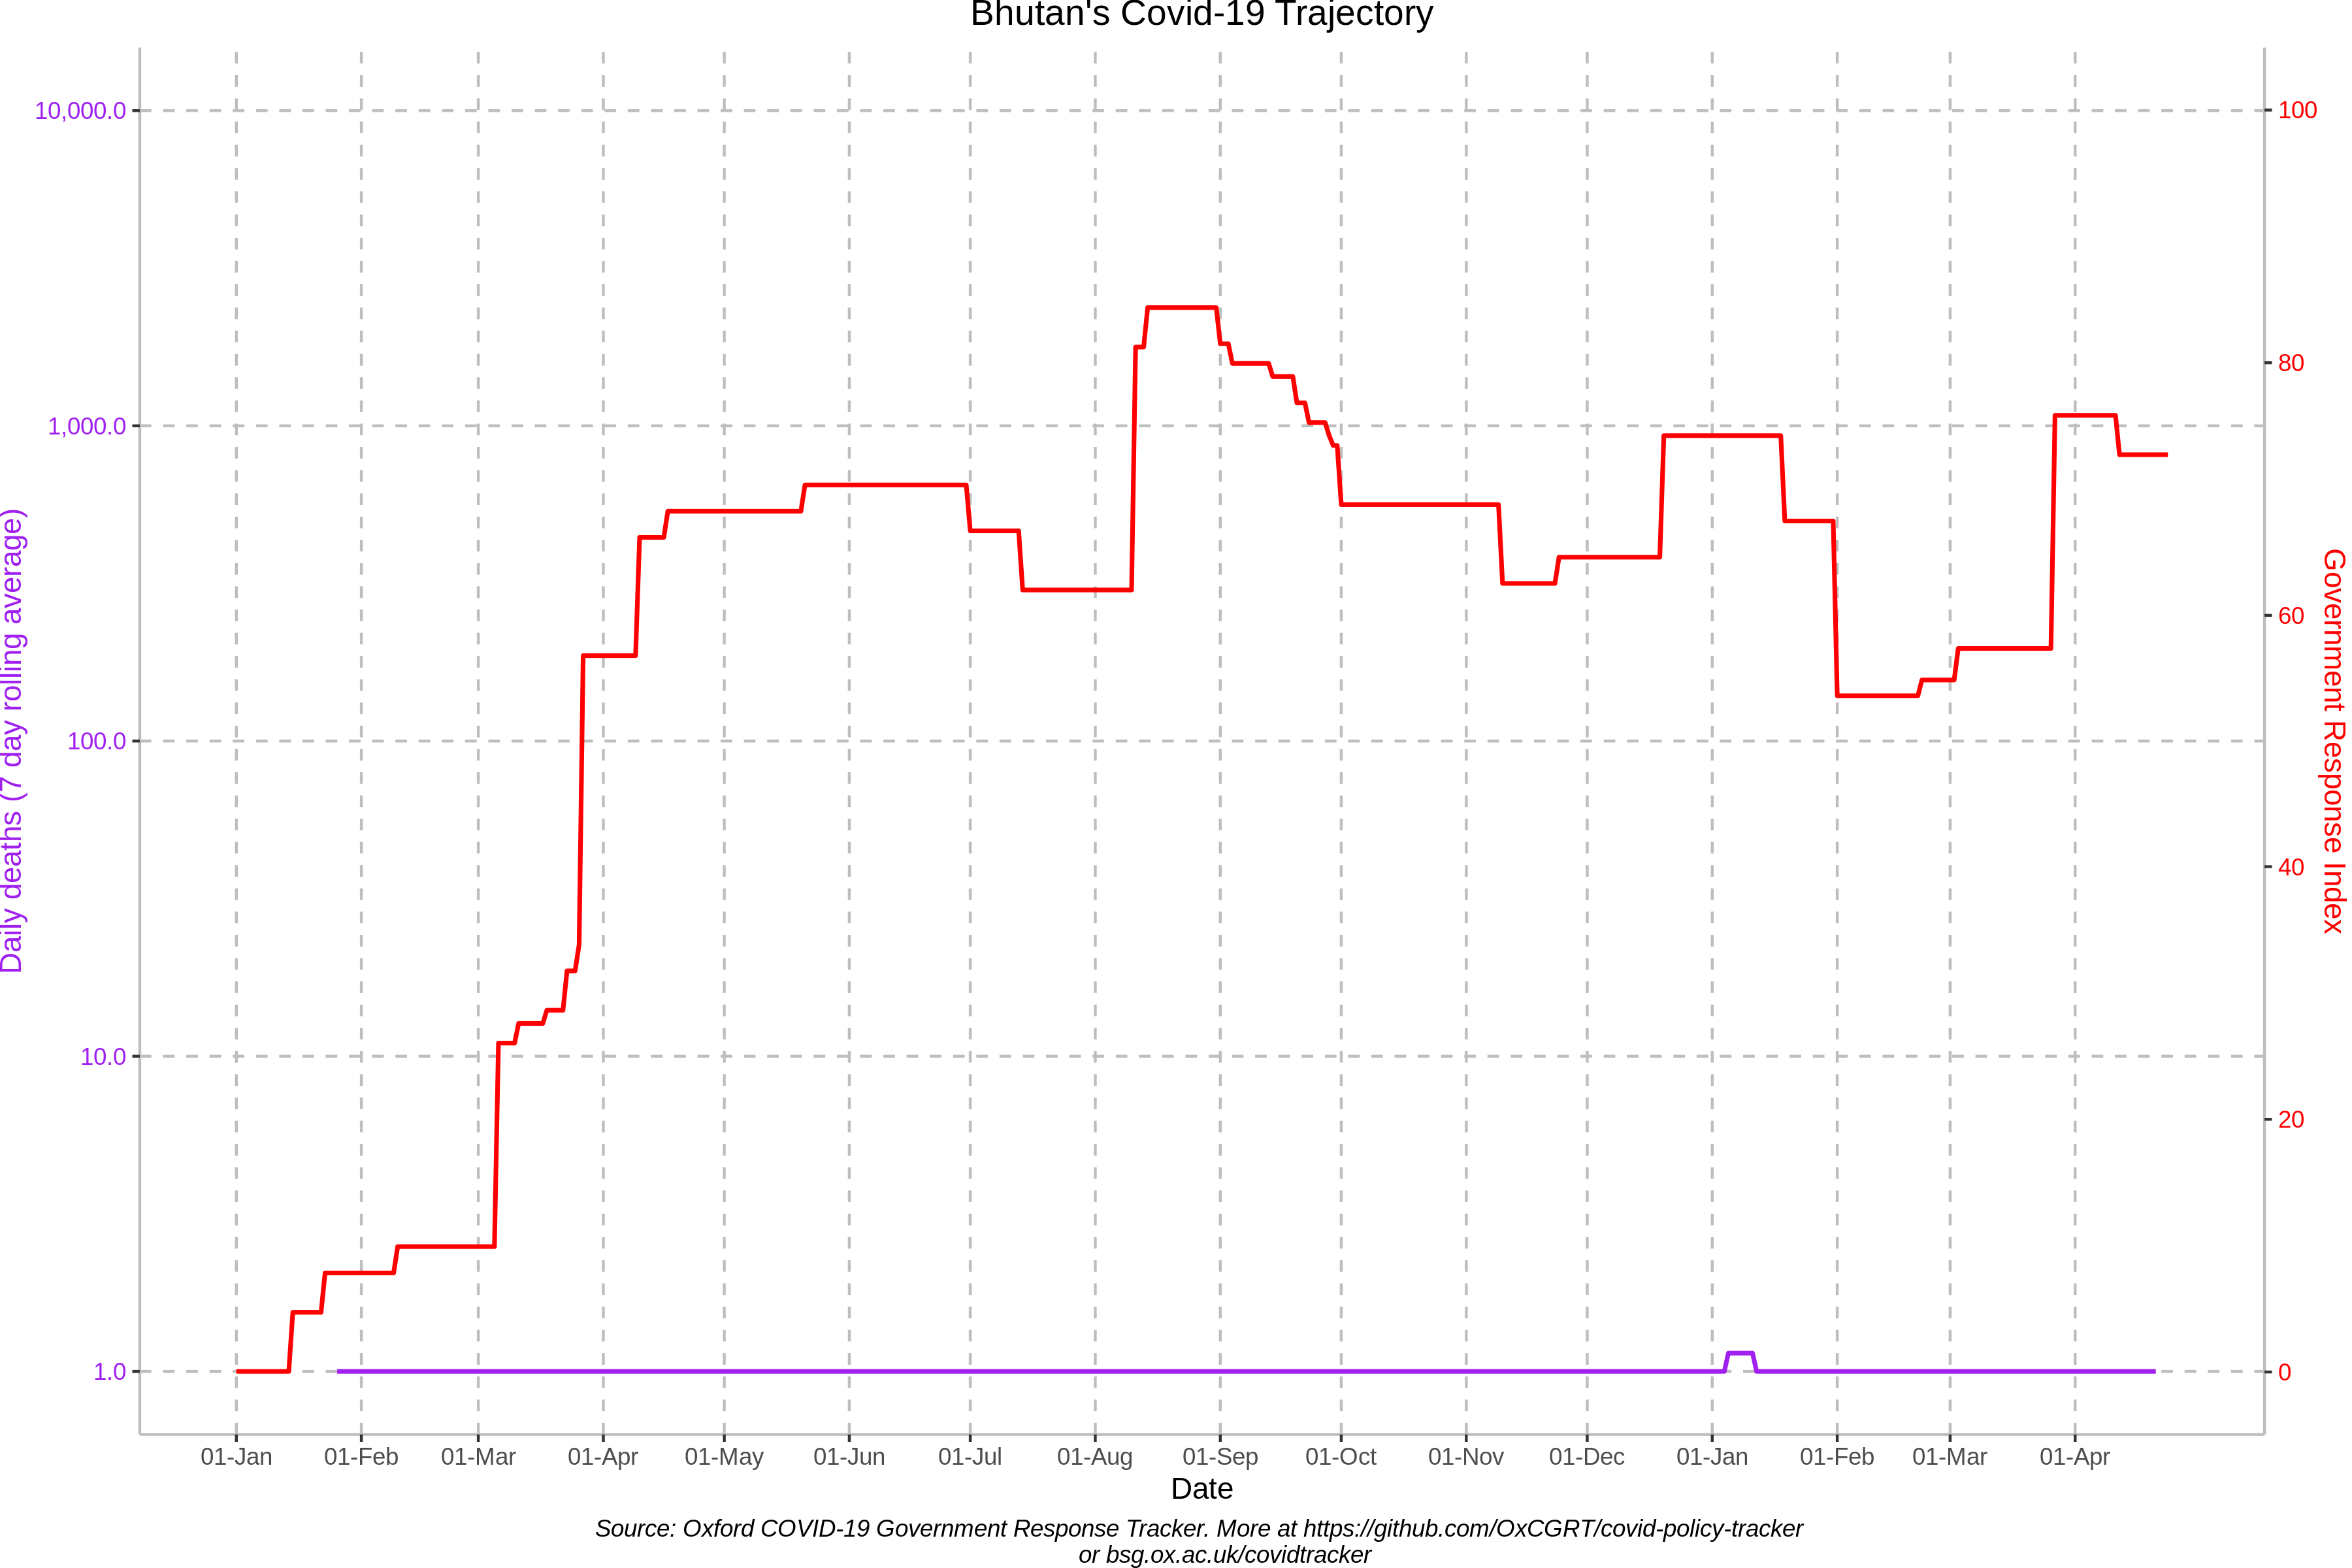 Bhutan's Covid-19 Trajectory
Daily deaths (7 day rolling average)
10,000.0
1,000.0
100.0
10.0
1.0
100
80
60
40
20
0
Government Response Index
01-Jan 01-Feb 01-Mar 01-Apr 01-May 01-Jun 01-Jul 01-Aug 01-Sep 01-Oct 01-Nov 01-Dec 01-Jan 01-Feb 01-Mar 01-Apr
Date
Source: Oxford COVID-19 Government Response Tracker. More at https://github.com/OxCGRT/covid-policy-tracker
or bsg.ox.ac.uk/covidtracker